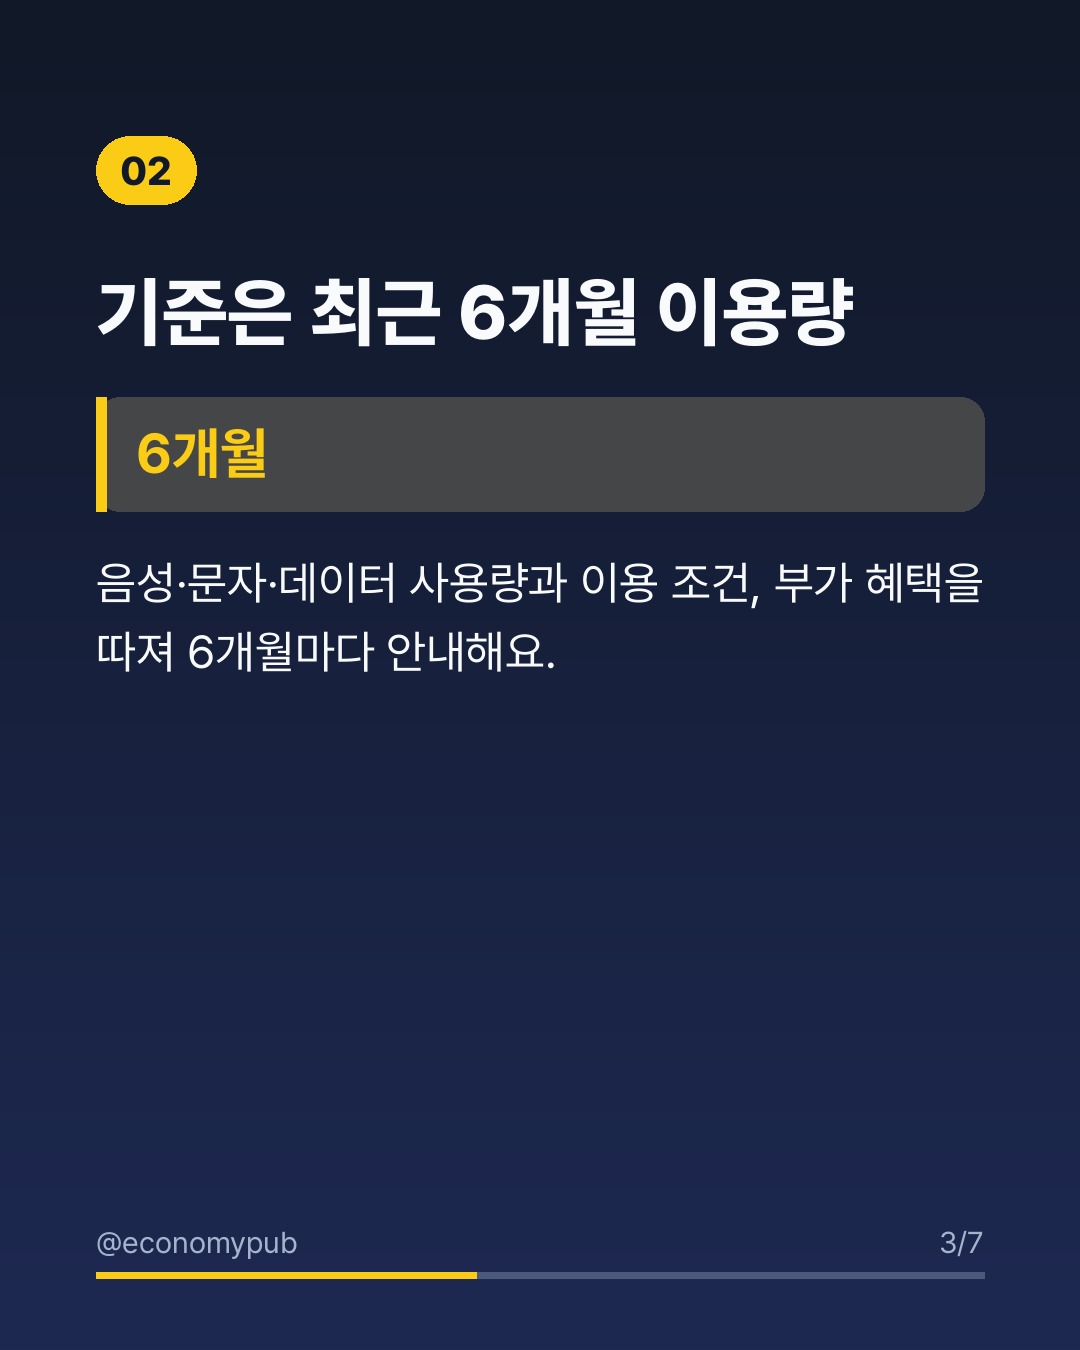 02
기준은 최근 6개월 이용량
6개월
음성·문자·데이터 사용량과 이용 조건, 부가 혜택을
따져 6개월마다 안내해요.
@economypub
3/7